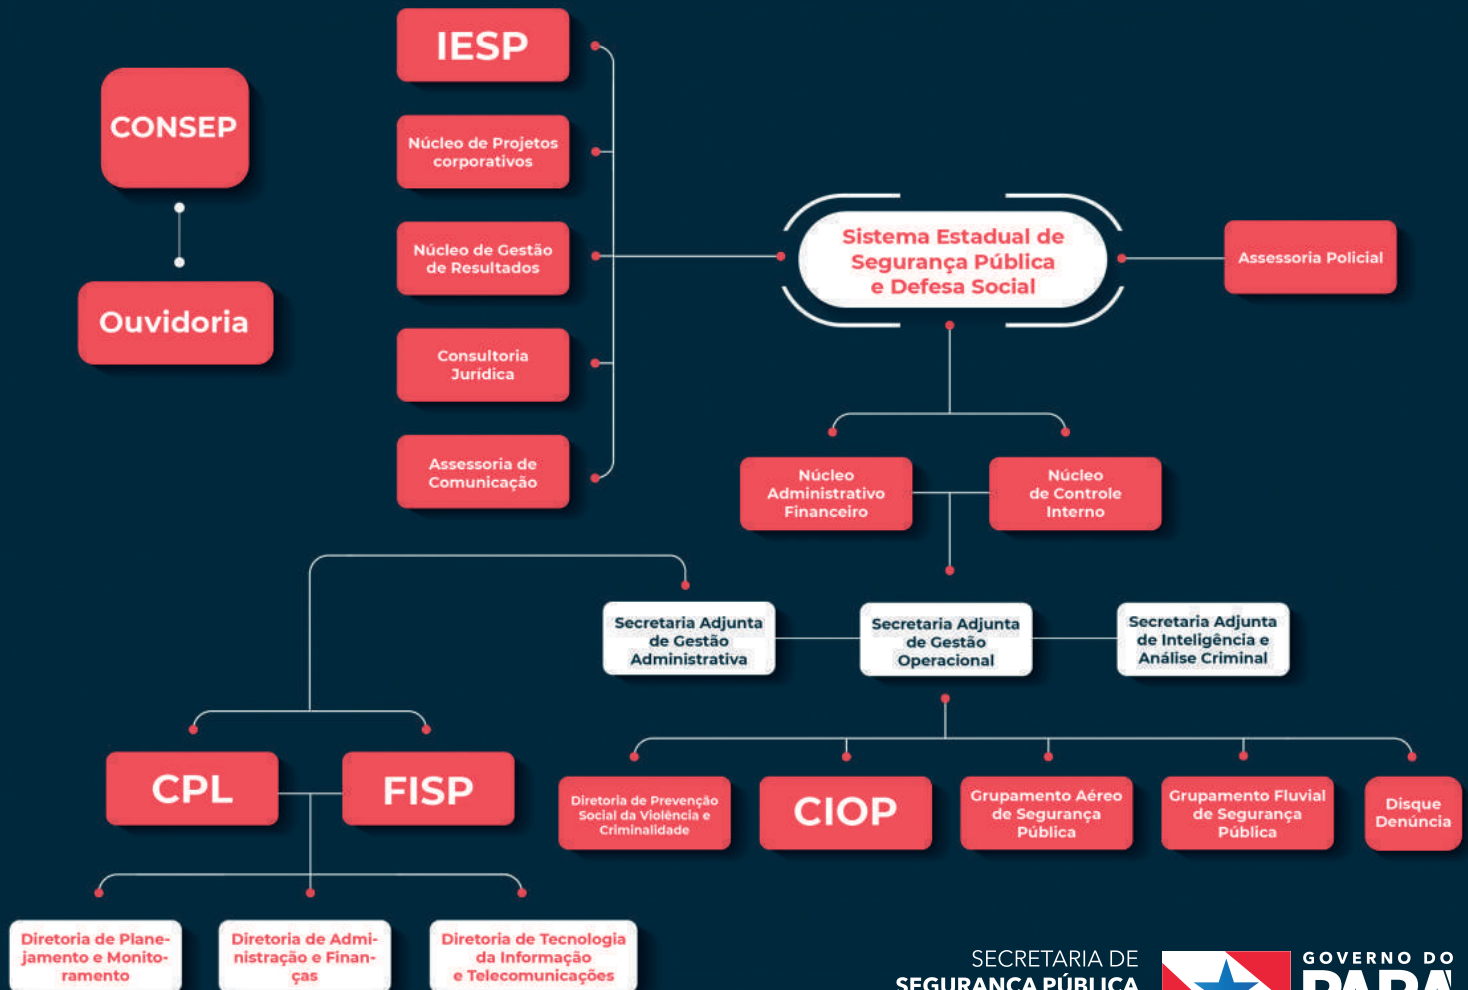 IESP
CONSEP
Núcleo de Projetos
corporativos
Ouvidoria
Núcleo de Gestão
de Resultados
Consultoria
Jurídica
Assessoria de
Comunicação
Sistema Estadual de
Segurança Pública
e Defesa Social
Assessoria Policial
Núcleo
Administrativo
Financeiro
Núcleo
de Controle
Interno
Secretaria Adjunta
de Gestão
Administrativa
Secretaria Adjunta
de Gestão
Operacional
Secretaria Adjunta
de Inteligência e
Análise Criminal
CPL
FISP
Diretoria de Prevenção
Social da Violência e
Criminalidade
CIOP
Grupamento Aéreo
de Segurança
Pública
Grupamento Fluvial
de Segurança
Pública
Disque
Denúncia
Diretoria de Plane-
jamento e Monito-
ramento
Diretoria de Admi-
nistração e Finan-
ças
Diretoria de Tecnologia
da Informação
e Telecomunicações
SECRETARIA DE
SEGURANÇA PÚBLICA
GOVERNO DO
PARÁ